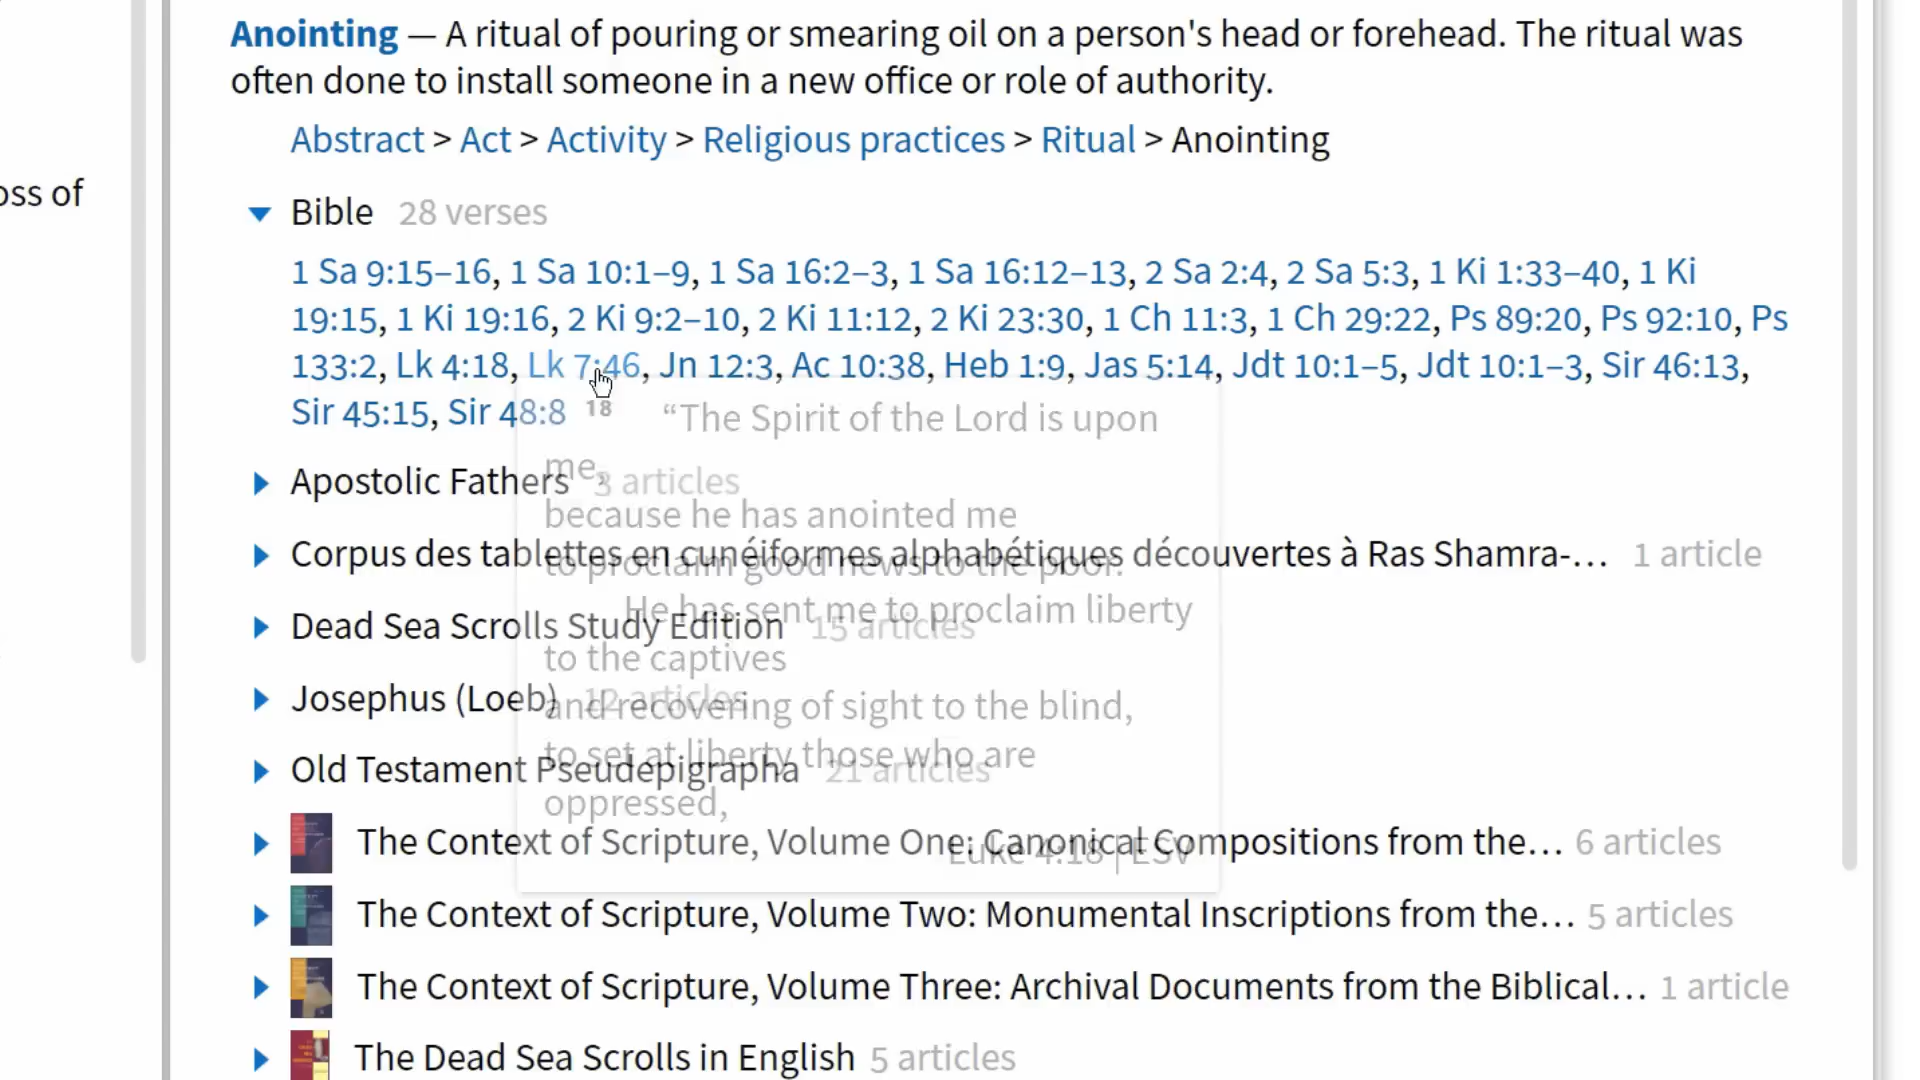 Anointing — A ritual of pouring or smearing oil on a person's head or forehead. The ritual was
often done to install someone in a new office or role of authority.
Abstract > Act > Activity > Religious practices > Ritual > Anointing
oss of
Bible 28 verses
1 Sa 9:15–16, 1 Sa 10:1–9, 1 Sa 16:2–3, 1 Sa 16:12–13, 2 Sa 2:4, 2 Sa 5:3, 1 Ki 1:33–40, 1 Ki
19:15, 1 Ki 19:16, 2 Ki 9:2–10, 2 Ki 11:12, 2 Ki 23:30, 1 Ch 11:3, 1 Ch 29:22, Ps 89:20, Ps 92:10, Ps
133:2, Lk 4:18, Lk 7:46, Jn 12:3, Ac 10:38, Heb 1:9, Jas 5:14, Jdt 10:1–5, Jdt 10:1–3, Sir 46:13,
Sir 45:15, Sir 48:8
18 “The Spirit of the Lord is upon
me,
because he has anointed me
to proclaim good news to the poor.
He has sent me to proclaim liberty
to the captives
and recovering of sight to the blind,
to set at liberty those who are
oppressed,
Luke 4:18 | ESV
Apostolic Fathers 3 articles
Corpus des tablettes en cunéiformes alphabétiques découvertes à Ras Shamra-… 1 article
Dead Sea Scrolls Study Edition 15 articles
Josephus (Loeb) 12 articles
Old Testament Pseudepigrapha 21 articles
The Context of Scripture, Volume One: Canonical Compositions from the… 6 articles
The Context of Scripture, Volume Two: Monumental Inscriptions from the… 5 articles
The Context of Scripture, Volume Three: Archival Documents from the Biblical… 1 article
The Dead Sea Scrolls in English 5 articles